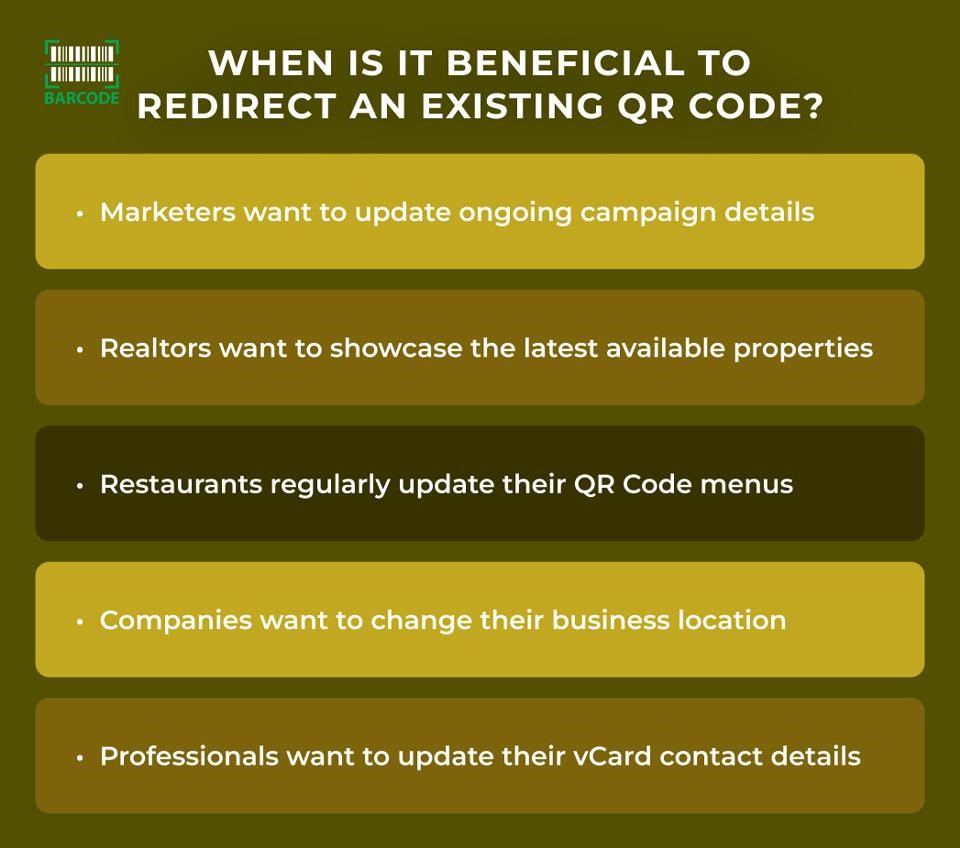 BARCODE
WHEN IS IT BENEFICIAL TO
REDIRECT AN EXISTING QR CODE?
• Marketers want to update ongoing campaign details
• Realtors want to showcase the latest available properties
• Restaurants regularly update their QR Code menus
• Companies want to change their business location
• Professionals want to update their vCard contact details